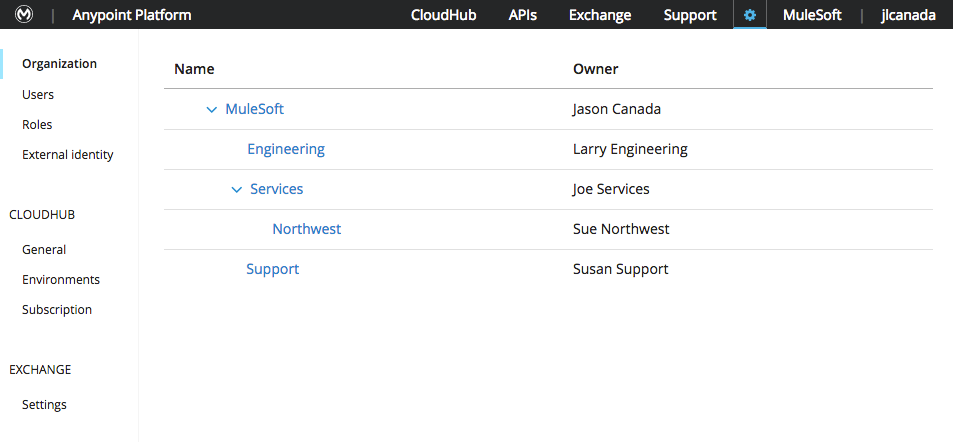 Anypoint Platform CloudHub APIs Exchange Support MuleSoft | jlcanada
Organization
Users
Roles
External identity
CLOUDHUB
General
Environments
Subscription
EXCHANGE
Settings
Name Owner
MuleSoft Jason Canada
Engineering Larry Engineering
Services Joe Services
Northwest Sue Northwest
Support Susan Support